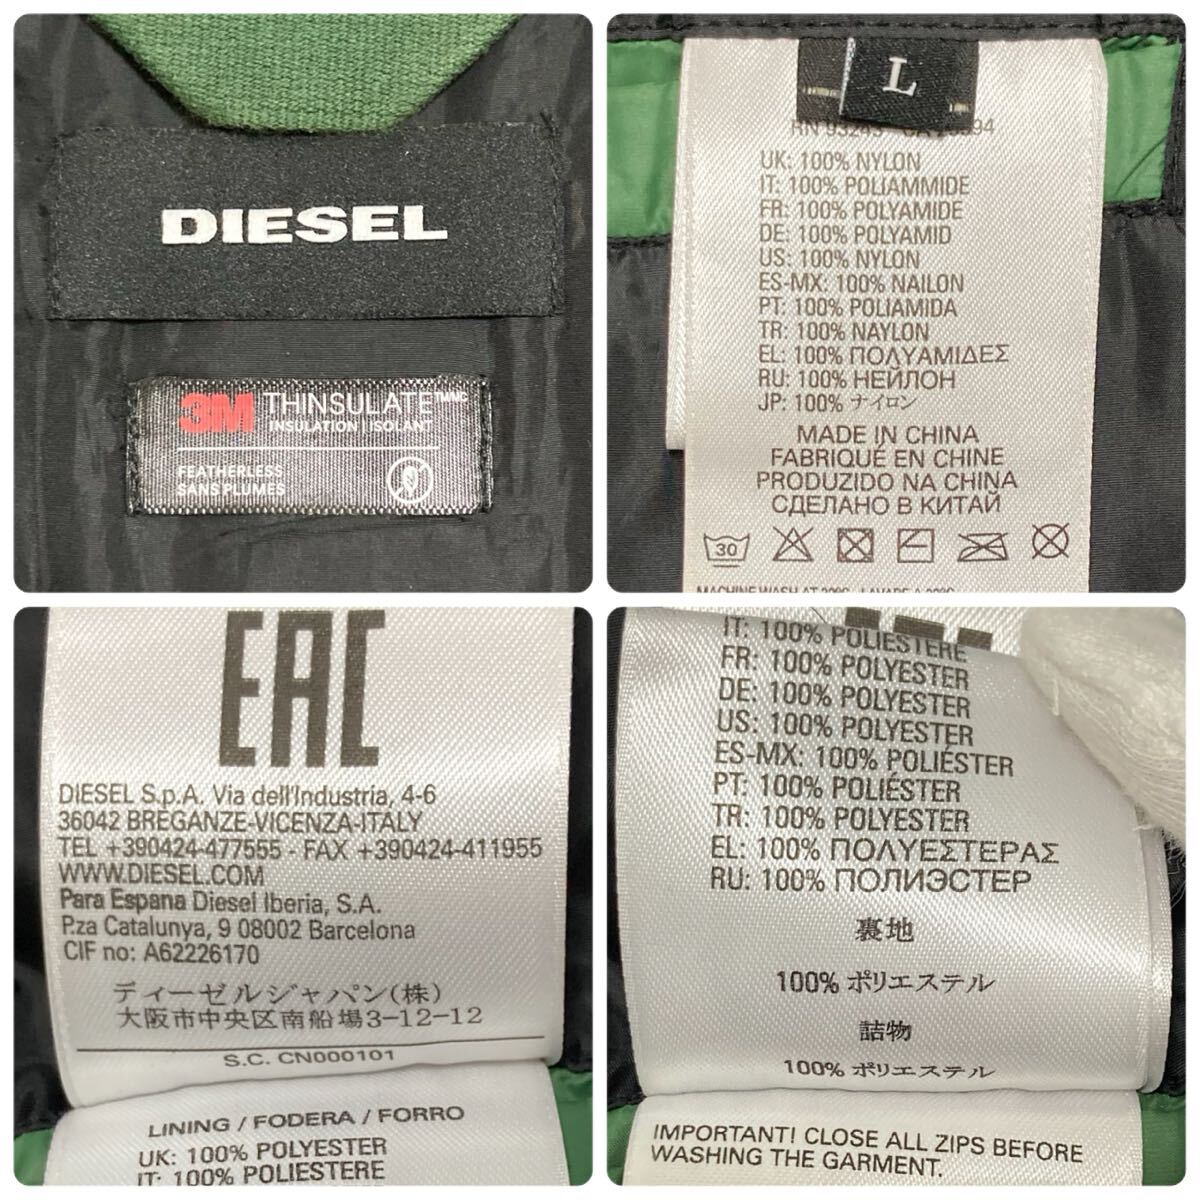 DIESEL
3M THINSULATE™MC
INSULATION | ISOLANT
FEATHERLESS
SANS PLUMES
L
UK: 100% NYLON
IT: 100% POLIAMMIDE
FR: 100% POLYAMIDE
DE: 100% POLYAMID
US: 100% NYLON
ES-MX: 100% NAILON
PT: 100% POLIAMIDA
TR: 100% NAYLON
EL: 100% ΠΟΛΥΑΜΙΔΕΣ
RU: 100% НЕЙЛОН
JP: 100% ナイロン
MADE IN CHINA
FABRIQUÉ EN CHINE
PRODUZIDO NA CHINA
СДЕЛАНО В КИТАЙ
30
MACHINE WASH AT
EAC
DIESEL S.p.A. Via dell'Industria, 4-6
36042 BREGANZE-VICENZA-ITALY
TEL +390424-477555 - FAX +390424-411955
WWW.DIESEL.COM
Para Espana Diesel Iberia, S.A.
P.za Catalunya, 9 08002 Barcelona
CIF no: A62226170
ディーゼルジャパン(株)
大阪市中央区南船場3-12-12
S.C. CN000101
LINING / FODERA / FORRO
UK: 100% POLYESTER
IT: 100% POLIESTERE
IT: 100% POLIESTERE
FR: 100% POLYESTER
DE: 100% POLYESTER
US: 100% POLYESTER
ES-MX: 100% POLIÉSTER
PT: 100% POLIÉSTER
TR: 100% POLYESTER
EL: 100% ΠΟΛΥΕΣΤΕΡΑΣ
RU: 100% ПОЛИЭСТЕР
裏地
100% ポリエステル
詰物
100% ポリエステル
IMPORTANT! CLOSE ALL ZIPS BEFORE
WASHING THE GARMENT.